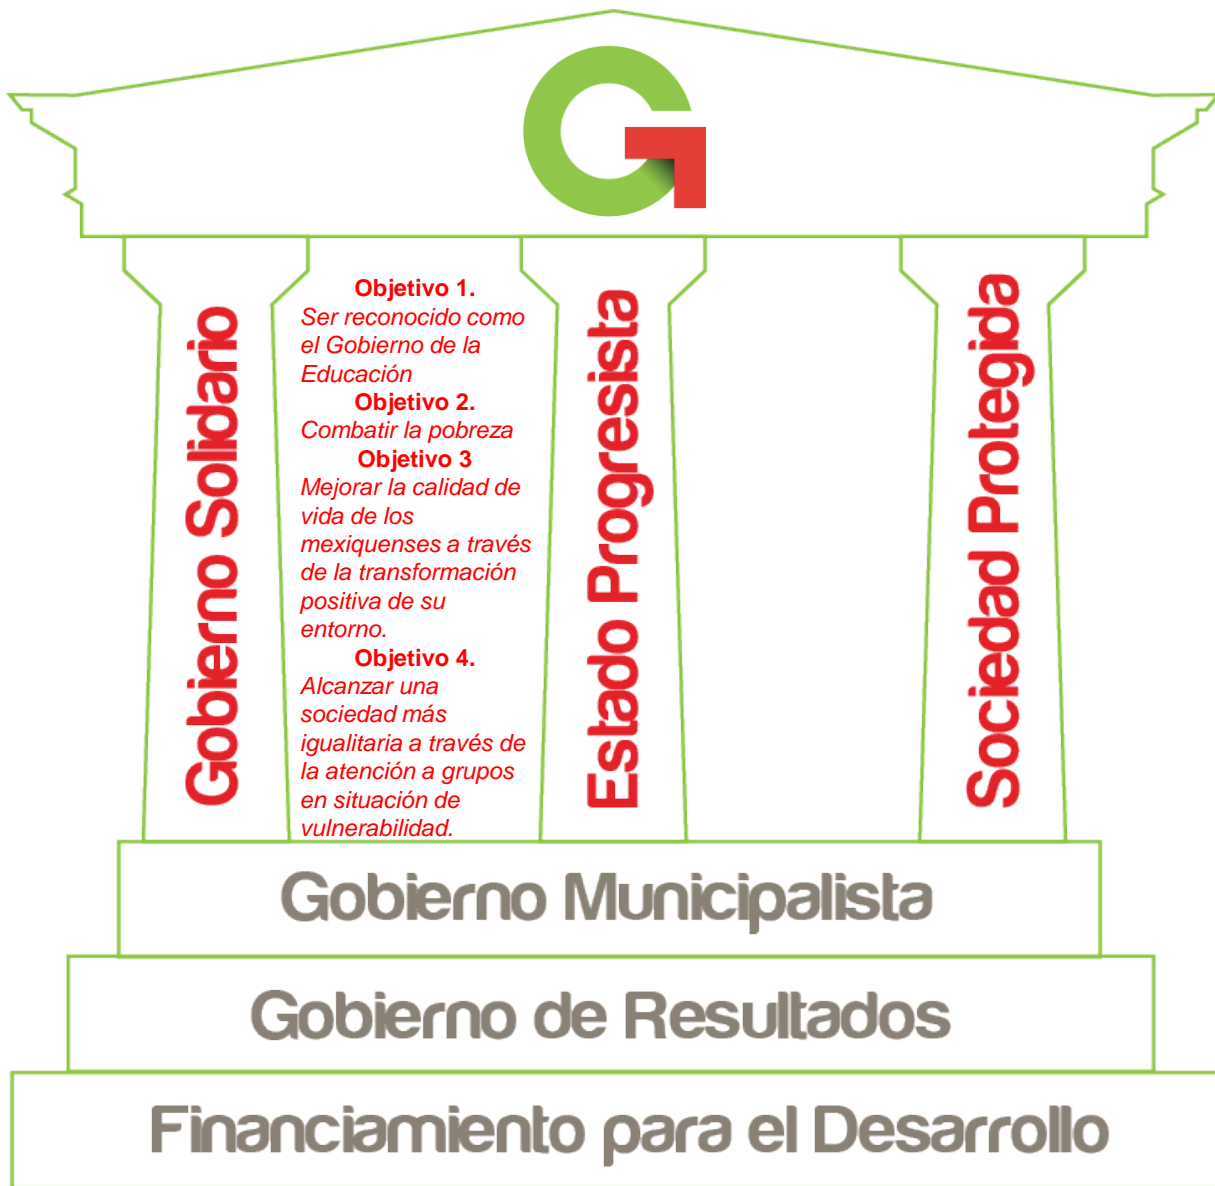 G
Gobierno Solidario
Objetivo 1.
Ser reconocido como
el Gobierno de la
Educación
Objetivo 2.
Combatir la pobreza
Objetivo 3
Mejorar la calidad de
vida de los
mexiquenses a través
de la transformación
positiva de su
entorno.
Objetivo 4.
Alcanzar una
sociedad más
igualitaria a través de
la atención a grupos
en situación de
vulnerabilidad.
Estado Progresista
Sociedad Protegida
Gobierno Municipalista
Gobierno de Resultados
Financiamiento para el Desarrollo